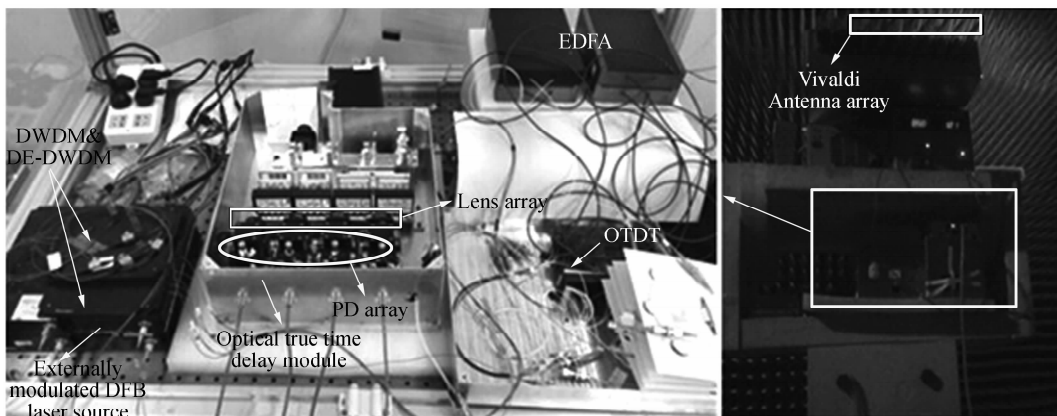 EDFA
DWDM&
DE-DWDM
Lens array
OTDT
PD array
Optical true time
delay module
Externally
modulated DFB
laser source
Vivaldi
Antenna array